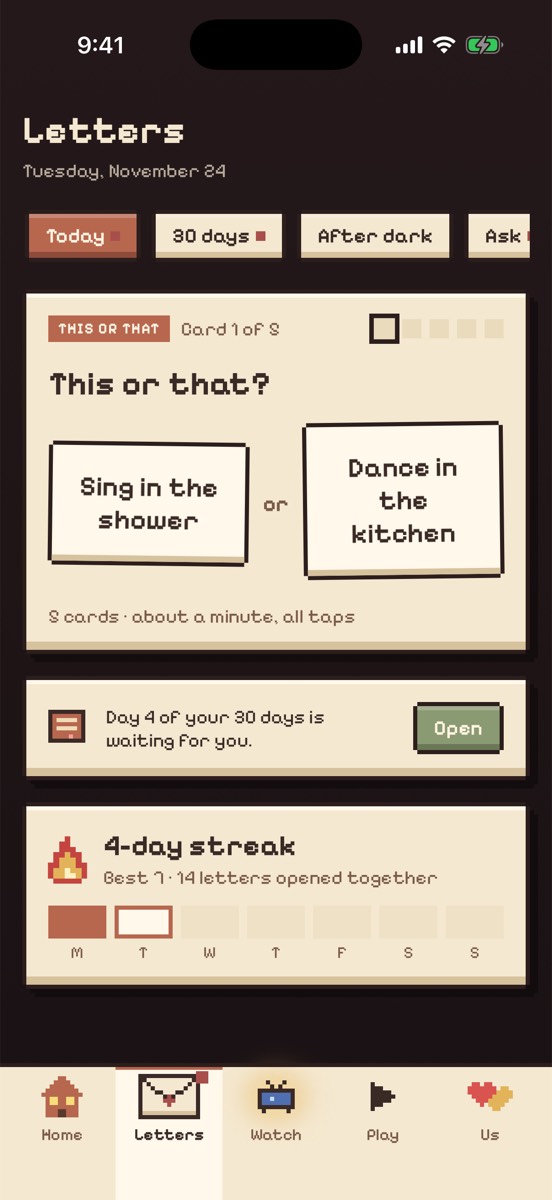 9:41
Letters
Tuesday, November 24
Today
30 days
After dark
Ask
THIS OR THAT
Card 1 of 5
This or that?
Sing in the
shower
or
Dance in
the
kitchen
5 cards · about a minute, all taps
Day 4 of your 30 days is
waiting for you.
Open
4-day streak
Best 7 · 14 letters opened together
M T W T F S S
Home Letters Watch Play Us